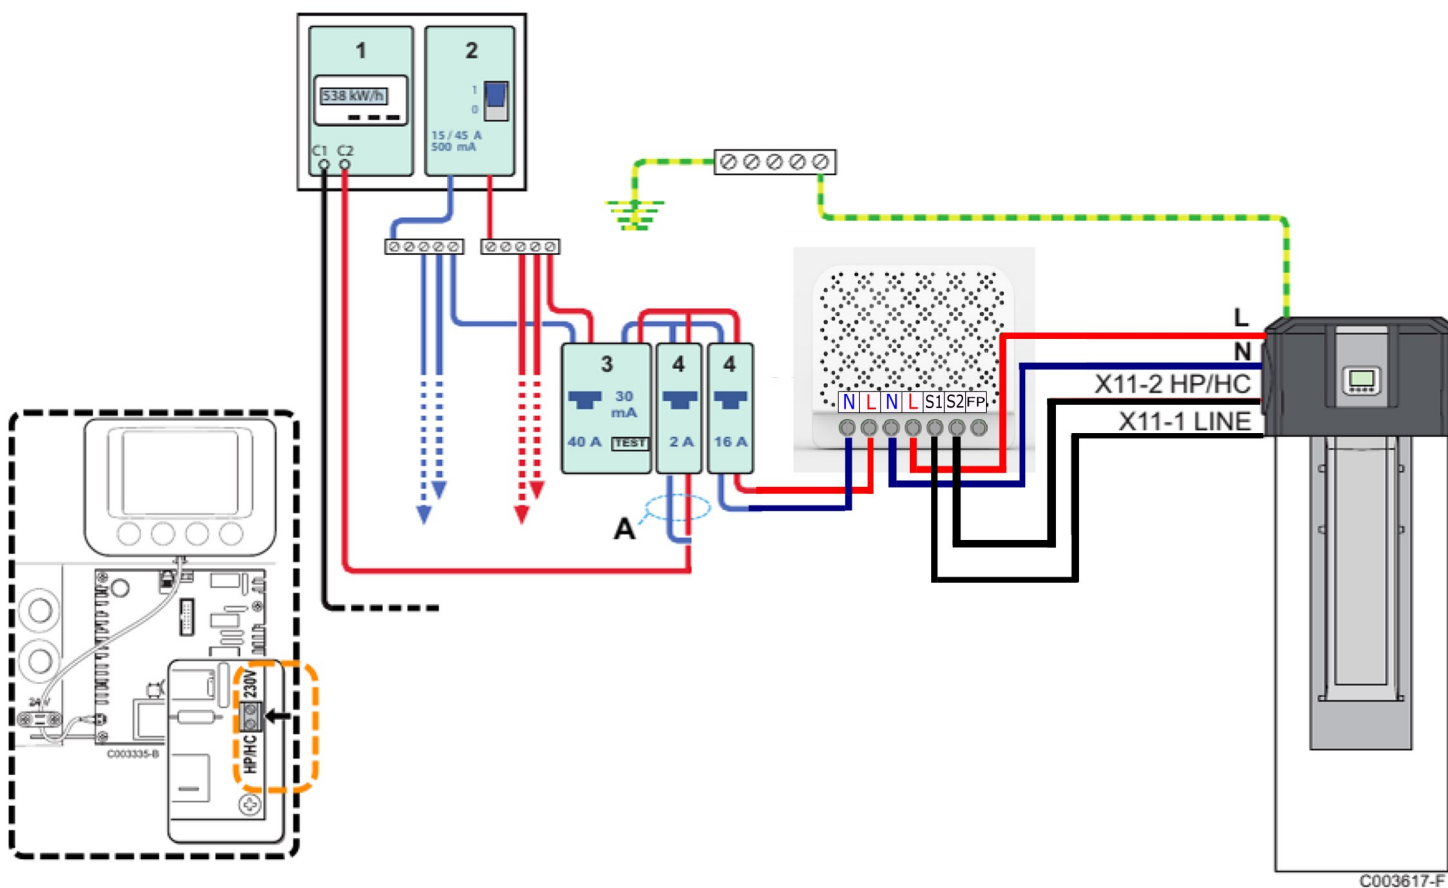 1
2
538 kW/h
1
0
15 / 45 A
500 mA
C1 C2
3
4
4
30
mA
40 A
TEST
2 A
16 A
A
N L N L S1 S2 FP
L
N
X11-2 HP/HC
X11-1 LINE
230V
HP/HC
C003335-B
C003617-F